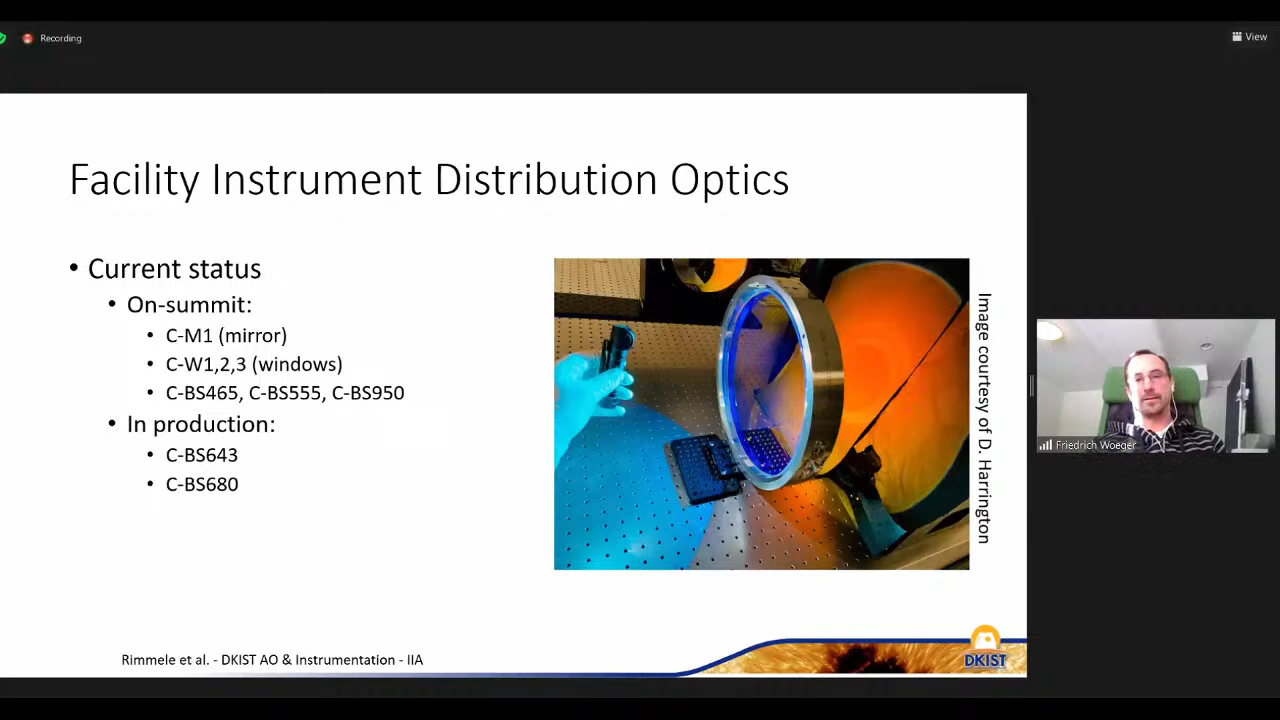 Recording
View
Facility Instrument Distribution Optics
• Current status
• On-summit:
• C-M1 (mirror)
• C-W1,2,3 (windows)
• C-BS465, C-BS555, C-BS950
• In production:
• C-BS643
• C-BS680
Image courtesy of D. Harrington
Friedrich Woeger
Rimmele et al. - DKIST AO & Instrumentation - IIA
DKIST